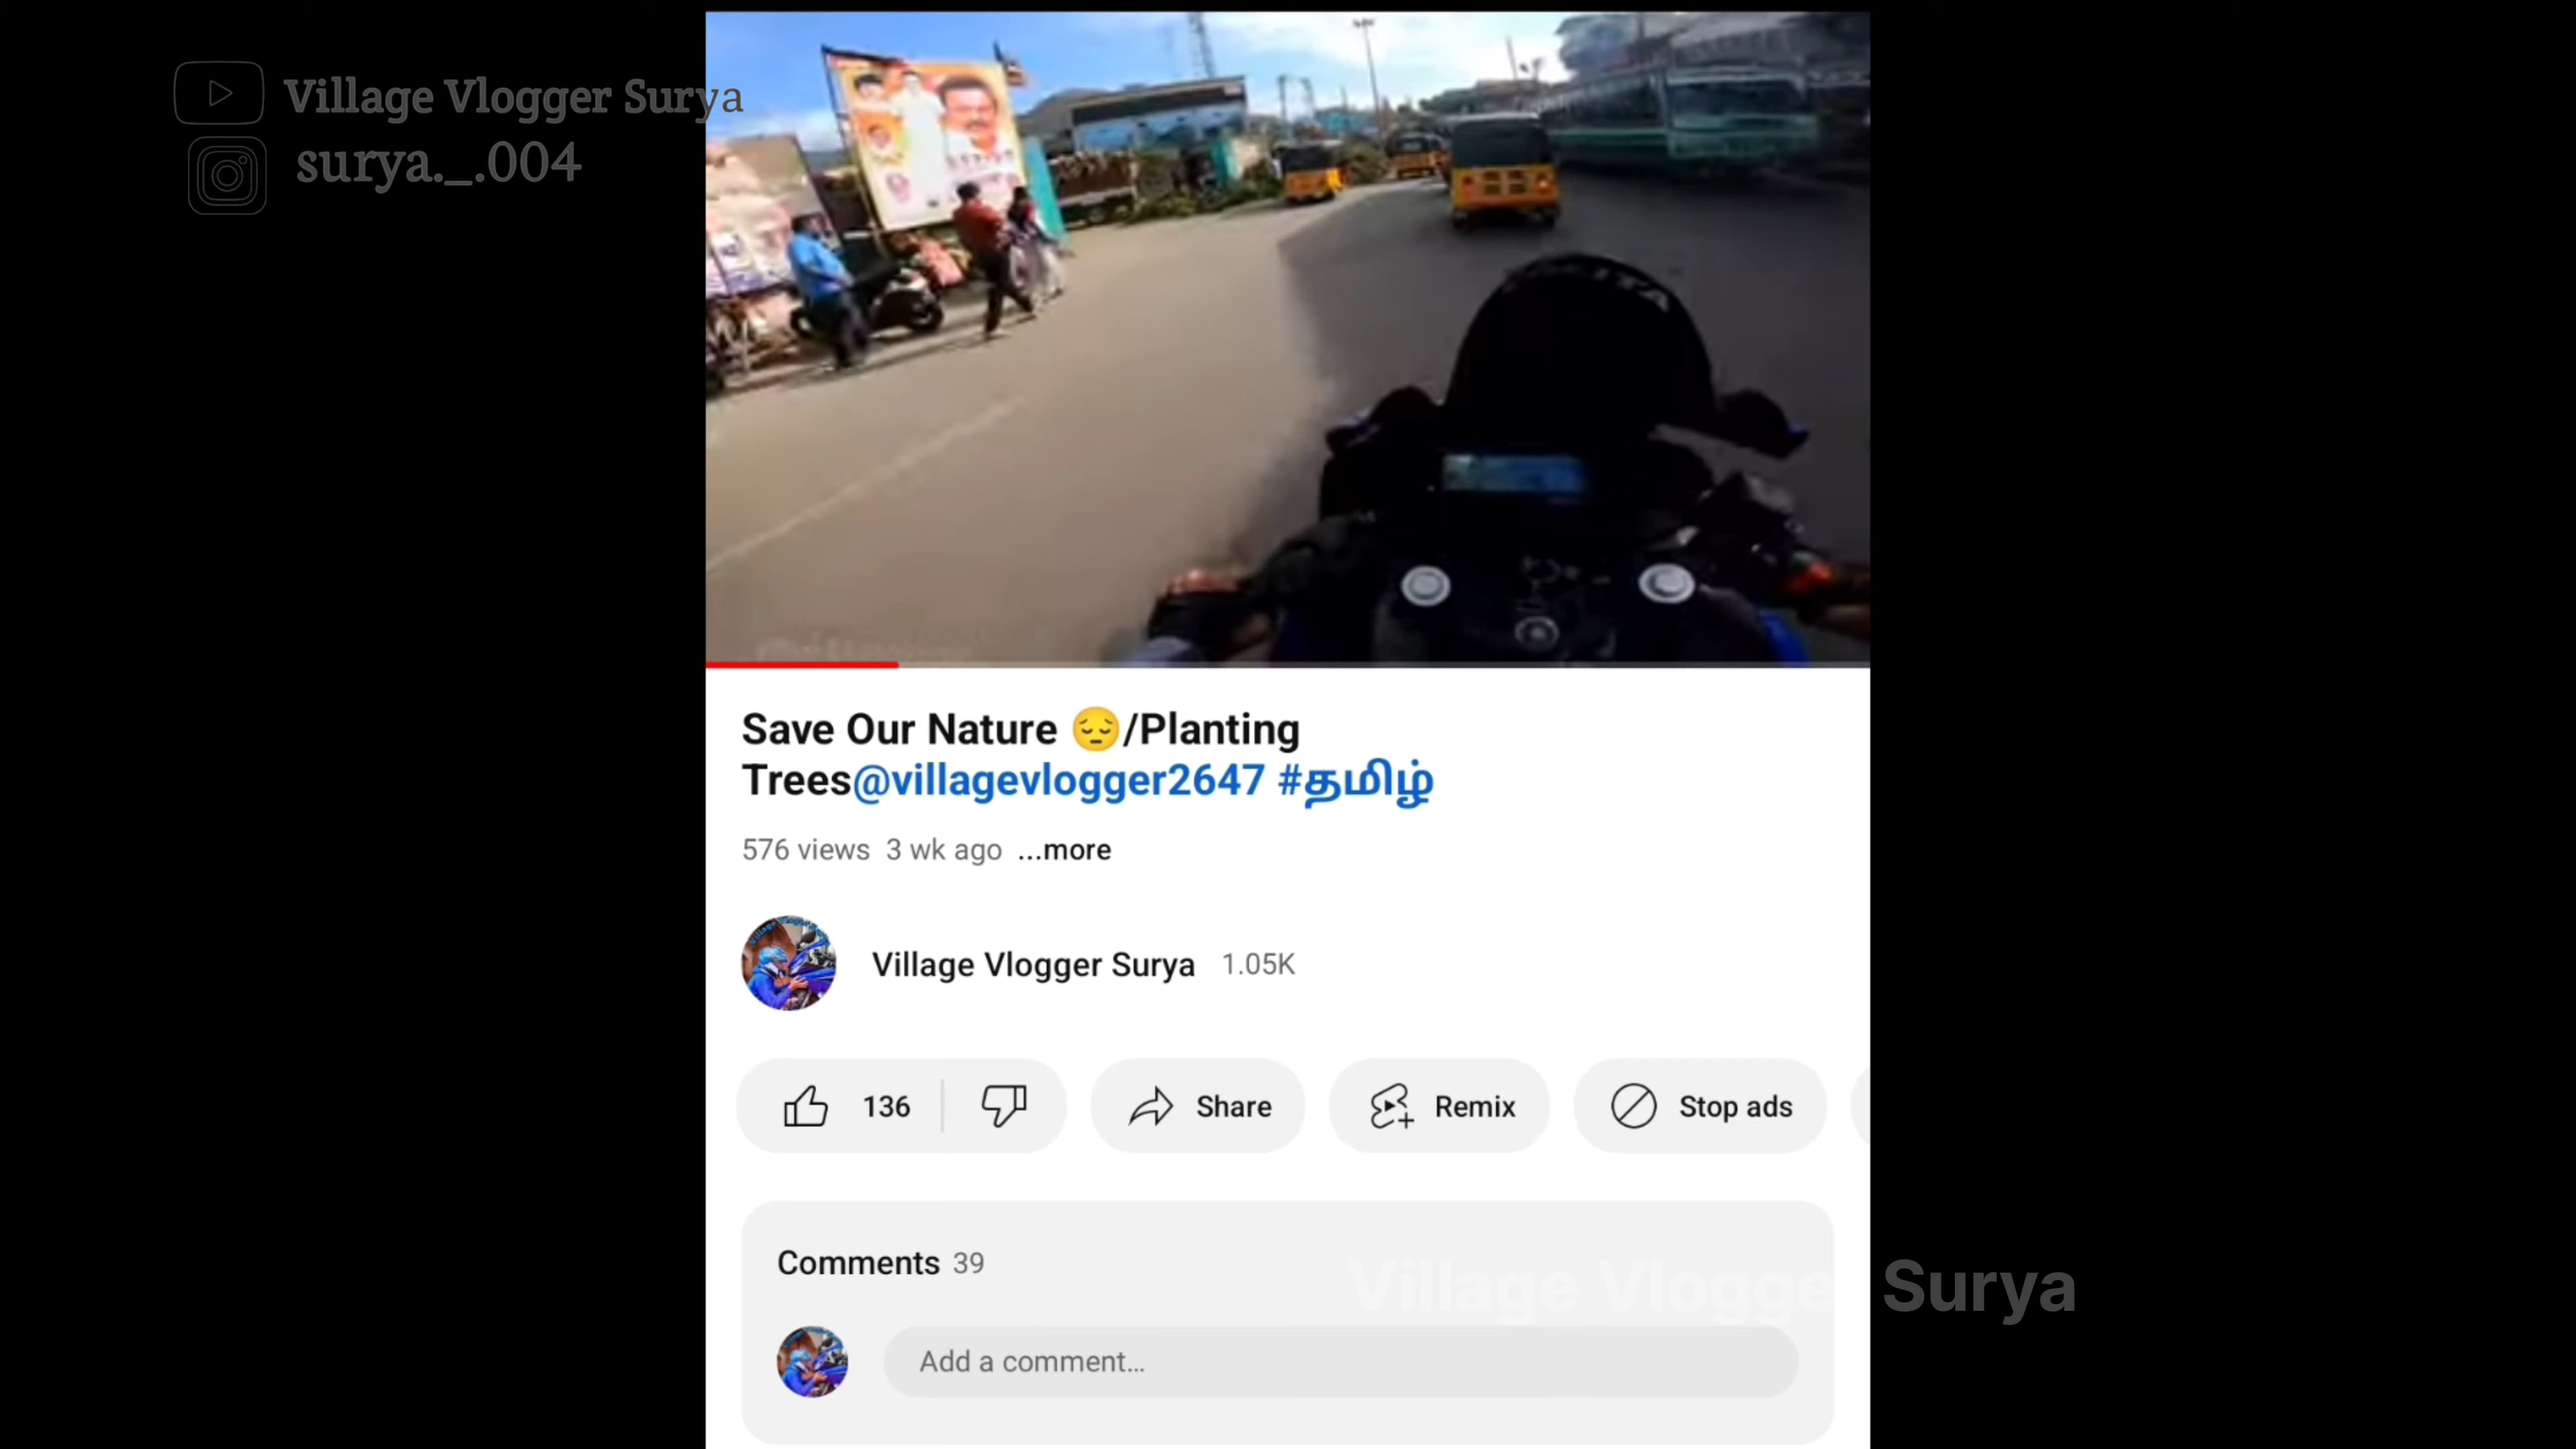 Village Vlogger Surya
surya._.004
Save Our Nature 😔/Planting
Trees@villagevlogger2647 #தமிழ்
576 views 3 wk ago ...more
Village Vlogger Surya 1.05K
136
Share
Remix
Stop ads
Comments 39
Village Vlogger Surya
Add a comment...